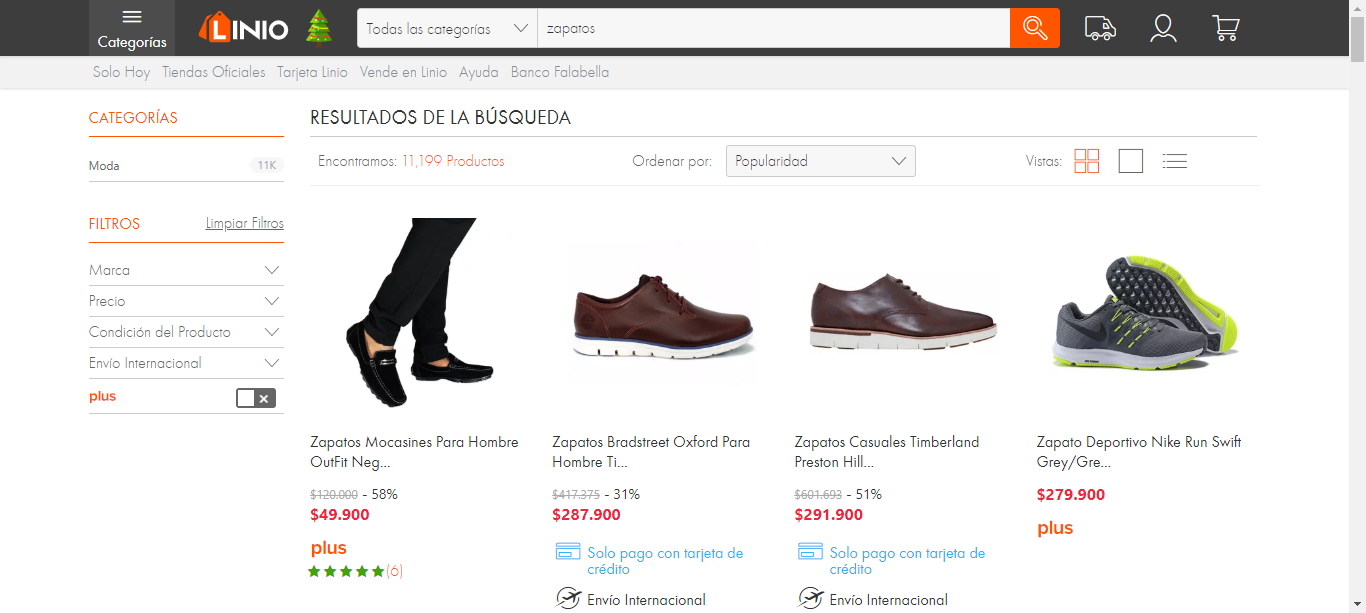 Categorías
LINIO
Todas las categorías
zapatos
Solo Hoy Tiendas Oficiales Tarjeta Linio Vende en Linio Ayuda Banco Falabella
CATEGORÍAS
Moda 11K
FILTROS Limpiar Filtros
Marca
Precio
Condición del Producto
Envío Internacional
plus
RESULTADOS DE LA BÚSQUEDA
Encontramos: 11,199 Productos
Ordenar por: Popularidad
Vistas:
Zapatos Mocasines Para Hombre
OutFit Neg...
$120.000 - 58%
$49.900
plus
(6)
Zapatos Bradstreet Oxford Para
Hombre Ti...
$417.375 - 31%
$287.900
Solo pago con tarjeta de
crédito
Envío Internacional
Zapatos Casuales Timberland
Preston Hill...
$601.693 - 51%
$291.900
Solo pago con tarjeta de
crédito
Envío Internacional
Zapato Deportivo Nike Run Swift
Grey/Gre...
$279.900
plus